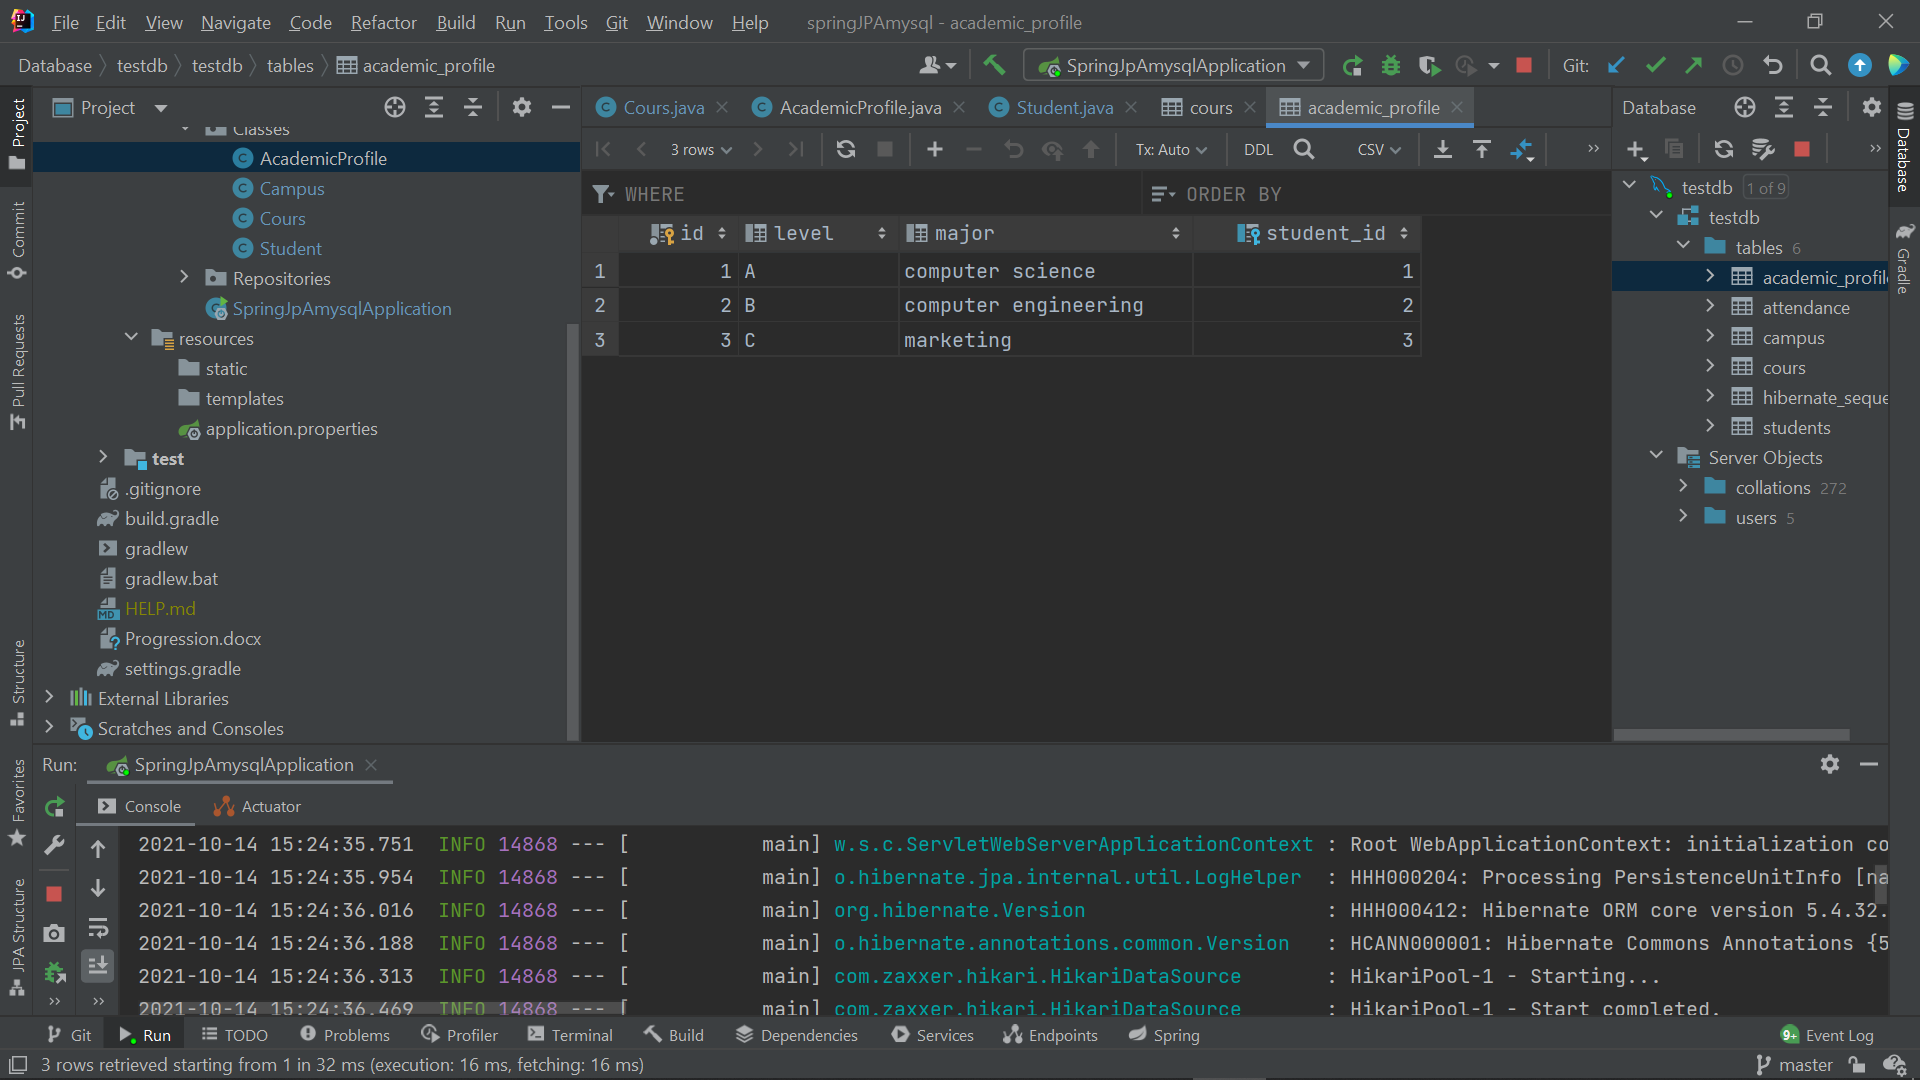 File Edit View Navigate Code Refactor Build Run Tools Git Window Help springJPAmysql - academic_profile
Database testdb testdb tables academic_profile SpringJpAmysqlApplication Git:
Project
Cours.java AcademicProfile.java Student.java cours academic_profile Database
3 rows Tx: Auto DDL CSV
WHERE ORDER BY
id level major student_id
1 1 A computer science 1
2 2 B computer engineering 2
3 3 C marketing 3
Classes
AcademicProfile
Campus
Cours
Student
Repositories
SpringJpAmysqlApplication
resources
static
templates
application.properties
test
.gitignore
build.gradle
gradlew
gradlew.bat
HELP.md
Progression.docx
settings.gradle
External Libraries
Scratches and Consoles
testdb 1 of 9
testdb
tables 6
academic_profile
attendance
campus
cours
hibernate_seque
students
Server Objects
collations 272
users 5
Project
Commit
Pull Requests
Structure
Favorites
JPA Structure
Database
Gradle
Run: SpringJpAmysqlApplication
Console Actuator
2021-10-14 15:24:35.751 INFO 14868 --- [ main] w.s.c.ServletWebServerApplicationContext : Root WebApplicationContext: initialization co
2021-10-14 15:24:35.954 INFO 14868 --- [ main] o.hibernate.jpa.internal.util.LogHelper : HHH000204: Processing PersistenceUnitInfo [na
2021-10-14 15:24:36.016 INFO 14868 --- [ main] org.hibernate.Version : HHH000412: Hibernate ORM core version 5.4.32.
2021-10-14 15:24:36.188 INFO 14868 --- [ main] o.hibernate.annotations.common.Version : HCANN000001: Hibernate Commons Annotations {5
2021-10-14 15:24:36.313 INFO 14868 --- [ main] com.zaxxer.hikari.HikariDataSource : HikariPool-1 - Starting...
2021-10-14 15:24:36.469 INFO 14868 --- [ main] com.zaxxer.hikari.HikariDataSource : HikariPool-1 - Start completed.
Git Run TODO Problems Profiler Terminal Build Dependencies Services Endpoints Spring 9+ Event Log
3 rows retrieved starting from 1 in 32 ms (execution: 16 ms, fetching: 16 ms) master